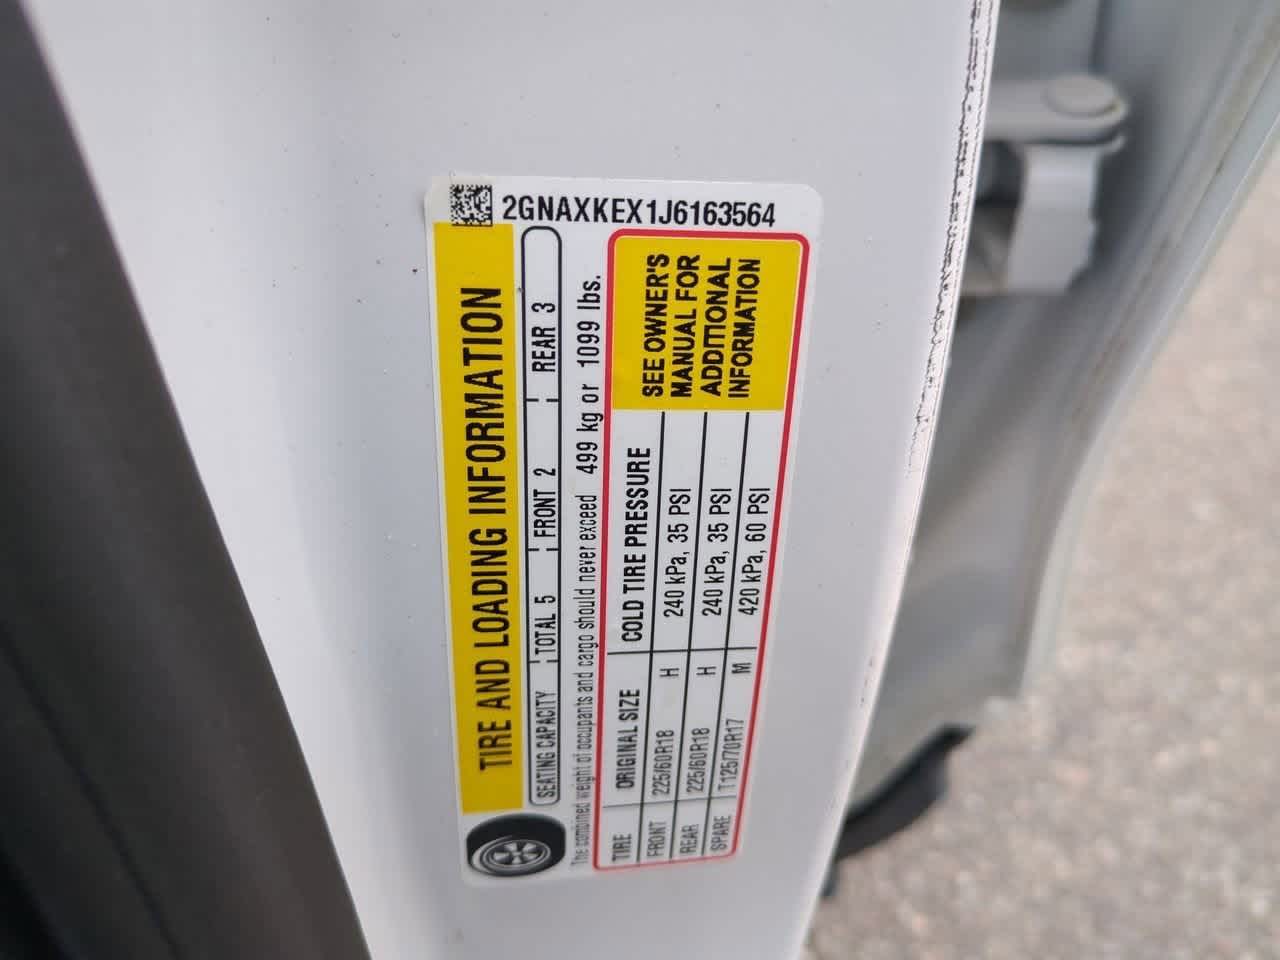 2GNAXKEX1J6163564
TIRE AND LOADING INFORMATION
SEATING CAPACITY TOTAL 5 FRONT 2 REAR 3
The combined weight of occupants and cargo should never exceed 499 kg or 1099 lbs.
TIRE ORIGINAL SIZE COLD TIRE PRESSURE
FRONT 225/60R18 H 240 kPa, 35 PSI
REAR 225/60R18 H 240 kPa, 35 PSI
SPARE T125/70R17 M 420 kPa, 60 PSI
SEE OWNER'S
MANUAL FOR
ADDITIONAL
INFORMATION